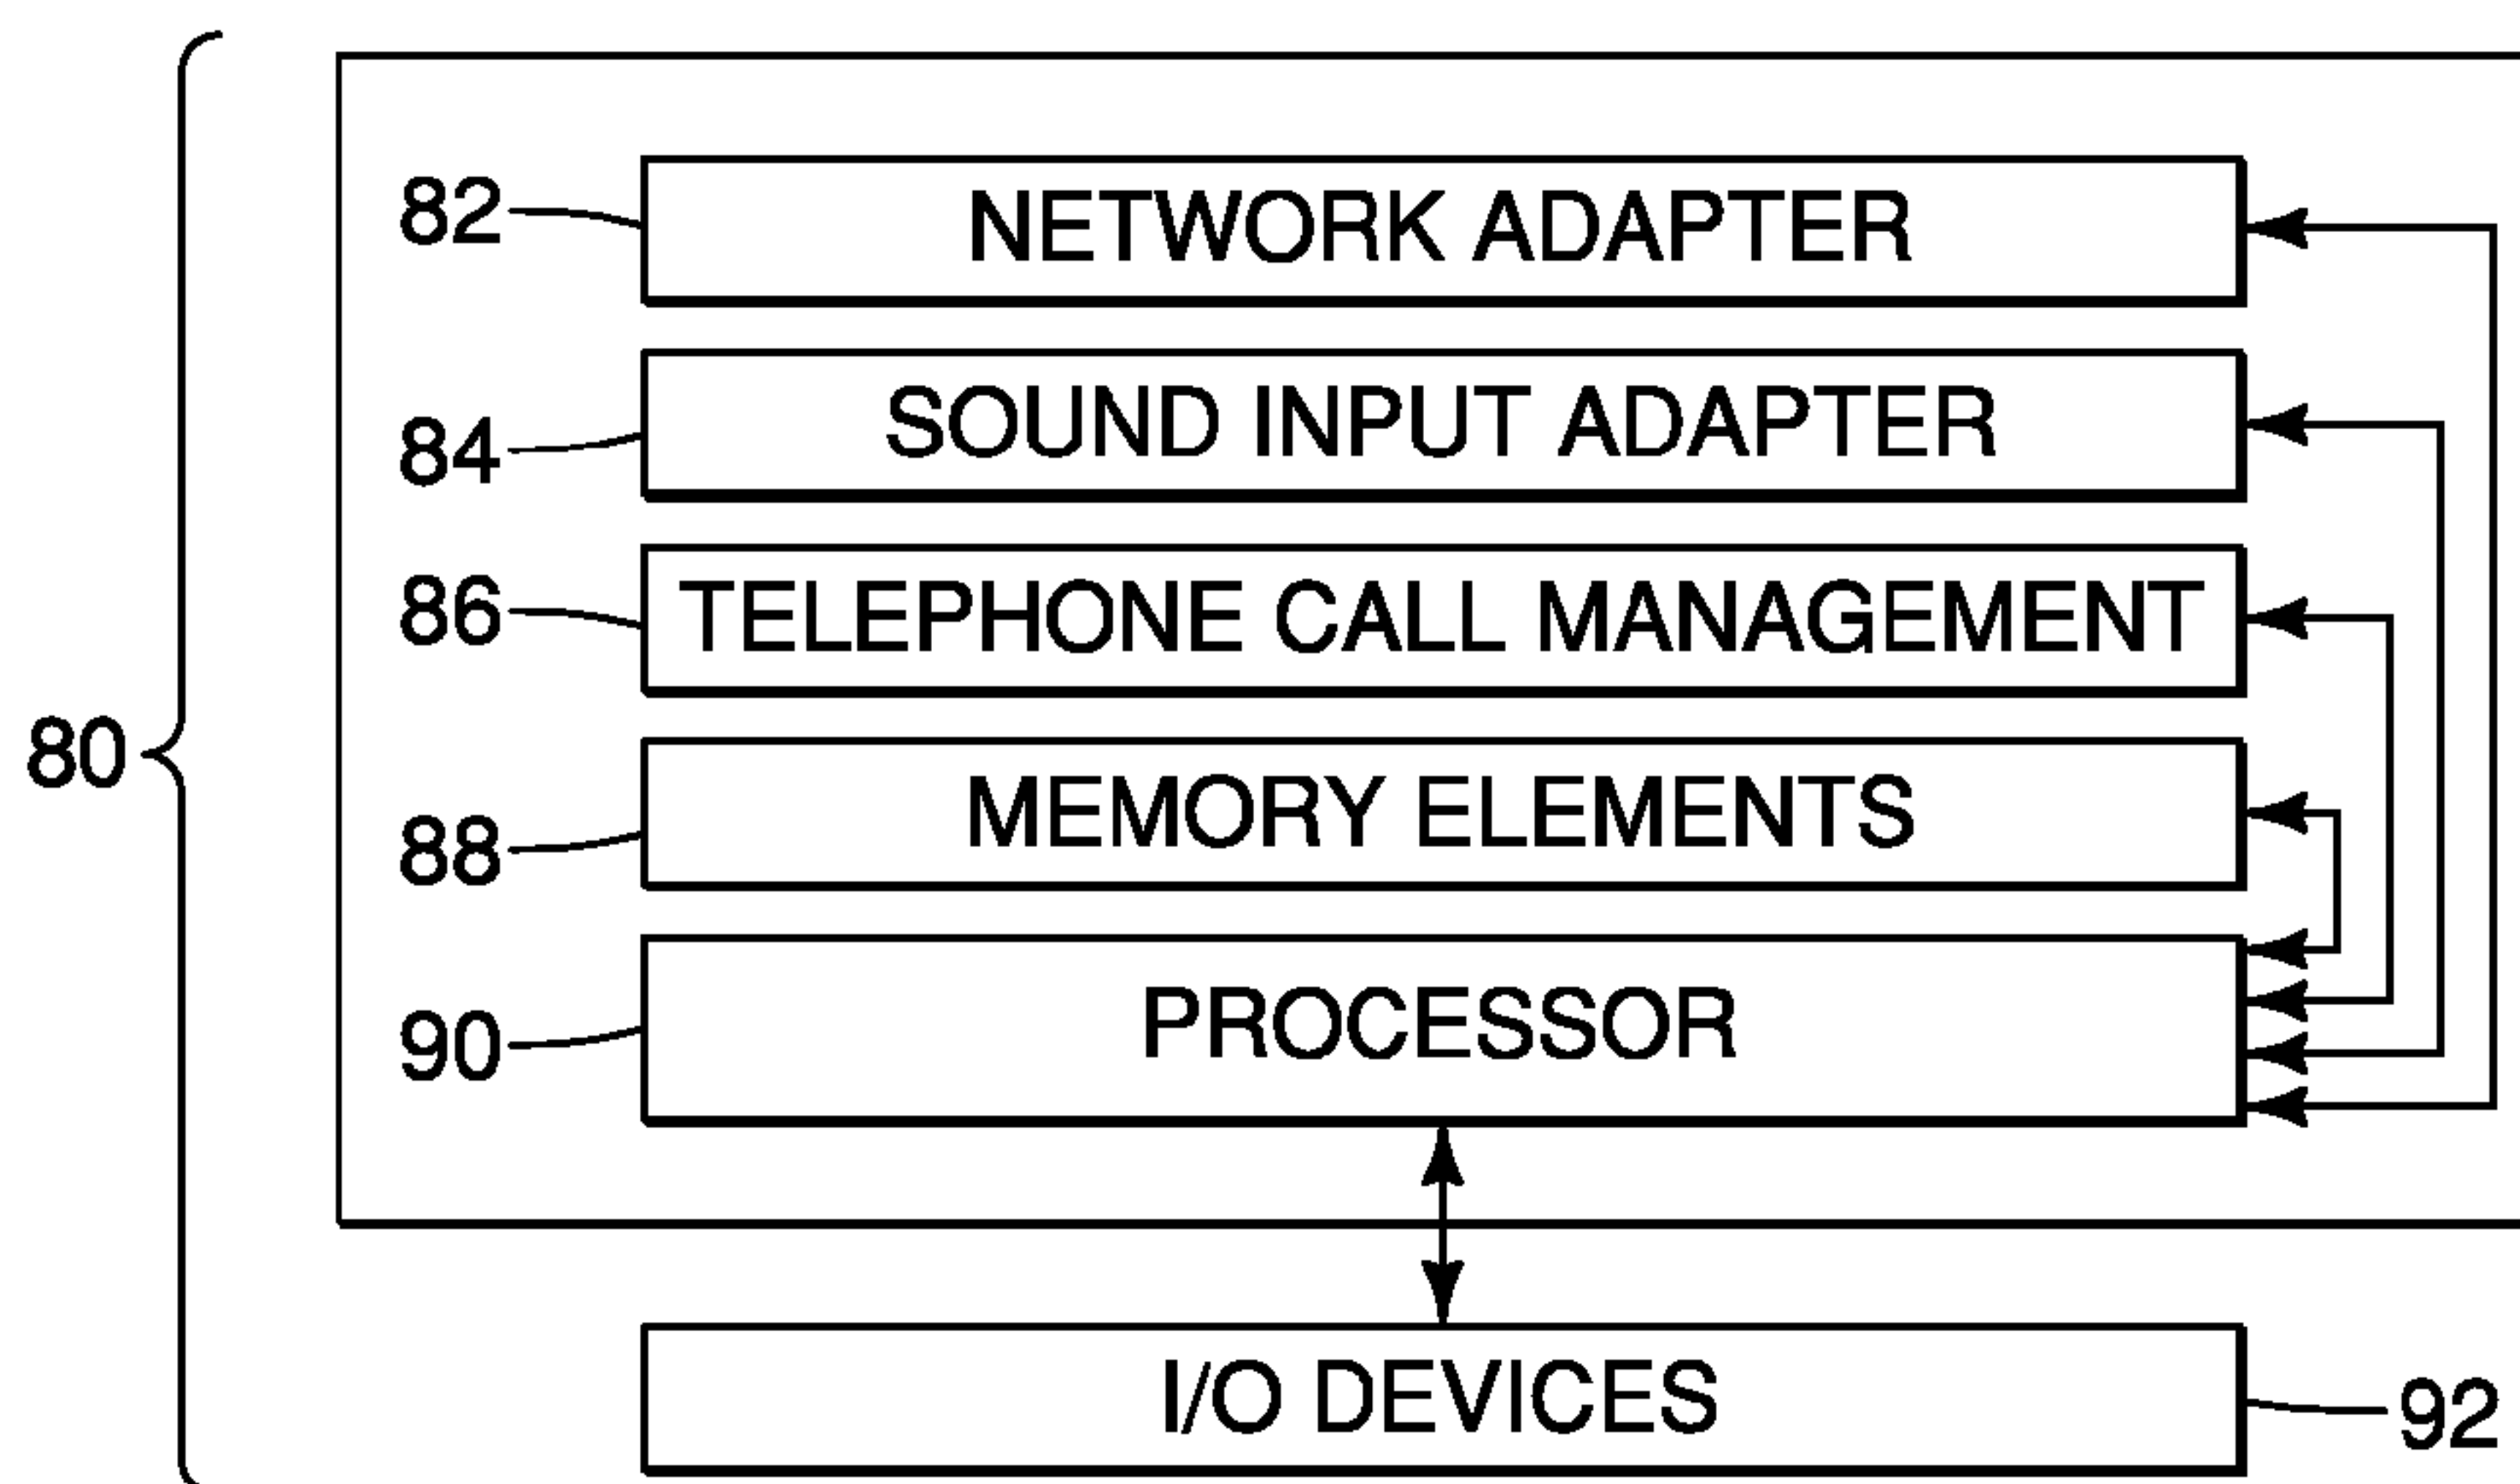 82
NETWORK ADAPTER
84
SOUND INPUT ADAPTER
86
TELEPHONE CALL MANAGEMENT
80
88
MEMORY ELEMENTS
90
PROCESSOR
I/O DEVICES
92